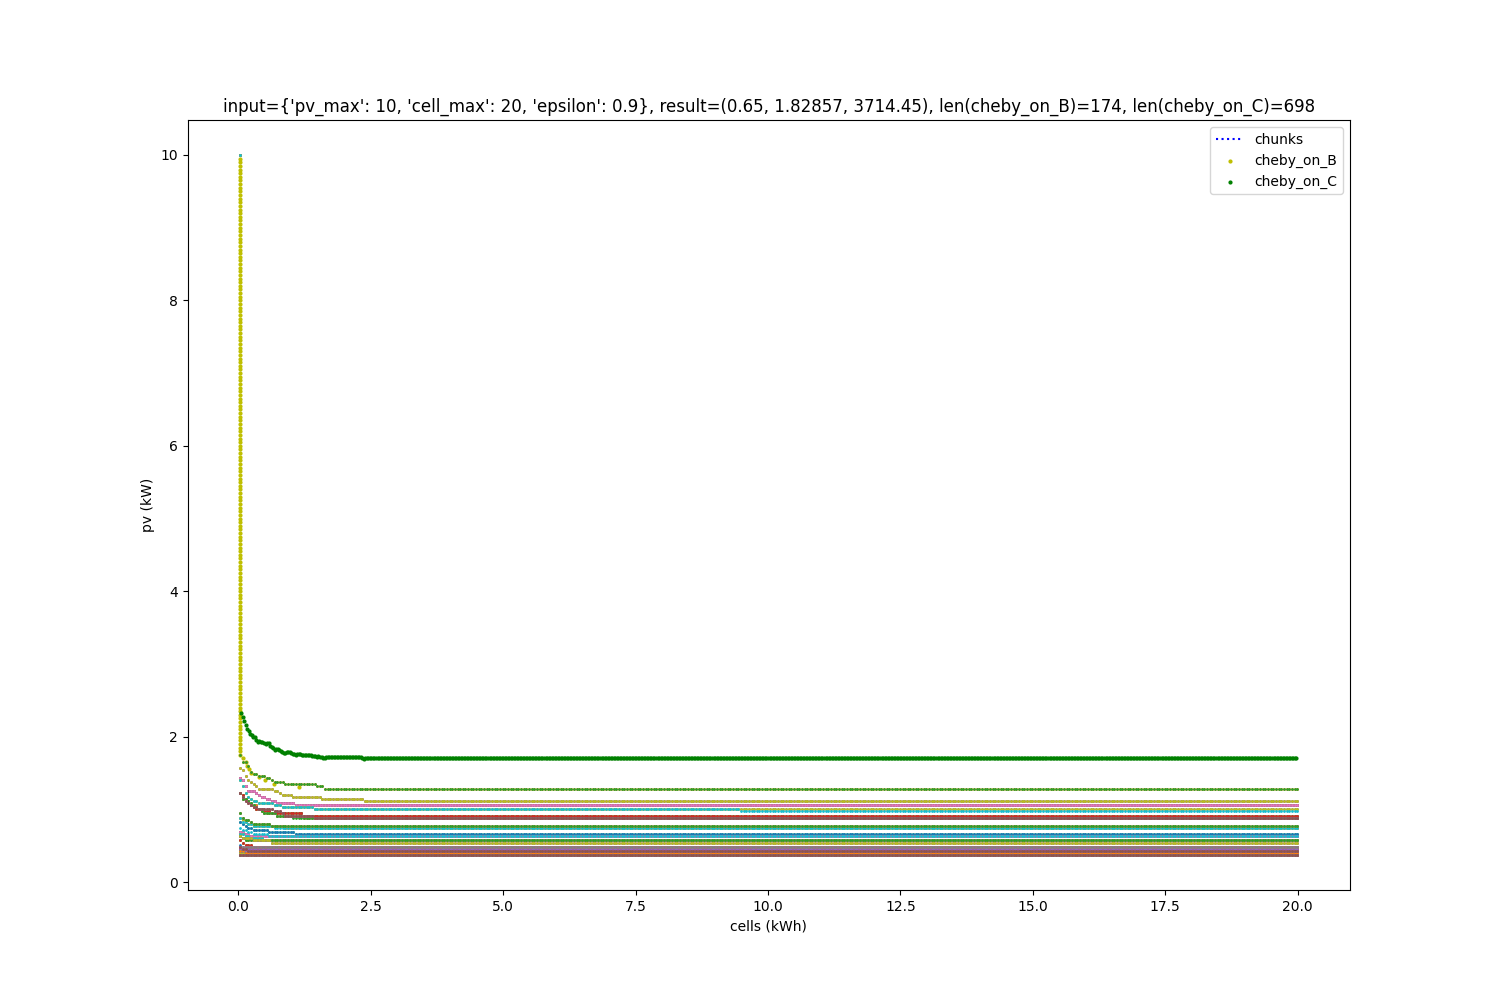 input={'pv_max': 10, 'cell_max': 20, 'epsilon': 0.9}, result=(0.65, 1.82857, 3714.45), len(cheby_on_B)=174, len(cheby_on_C)=698
chunks
cheby_on_B
cheby_on_C
10
8
6
4
2
0
pv (kW)
0.0 2.5 5.0 7.5 10.0 12.5 15.0 17.5 20.0
cells (kWh)